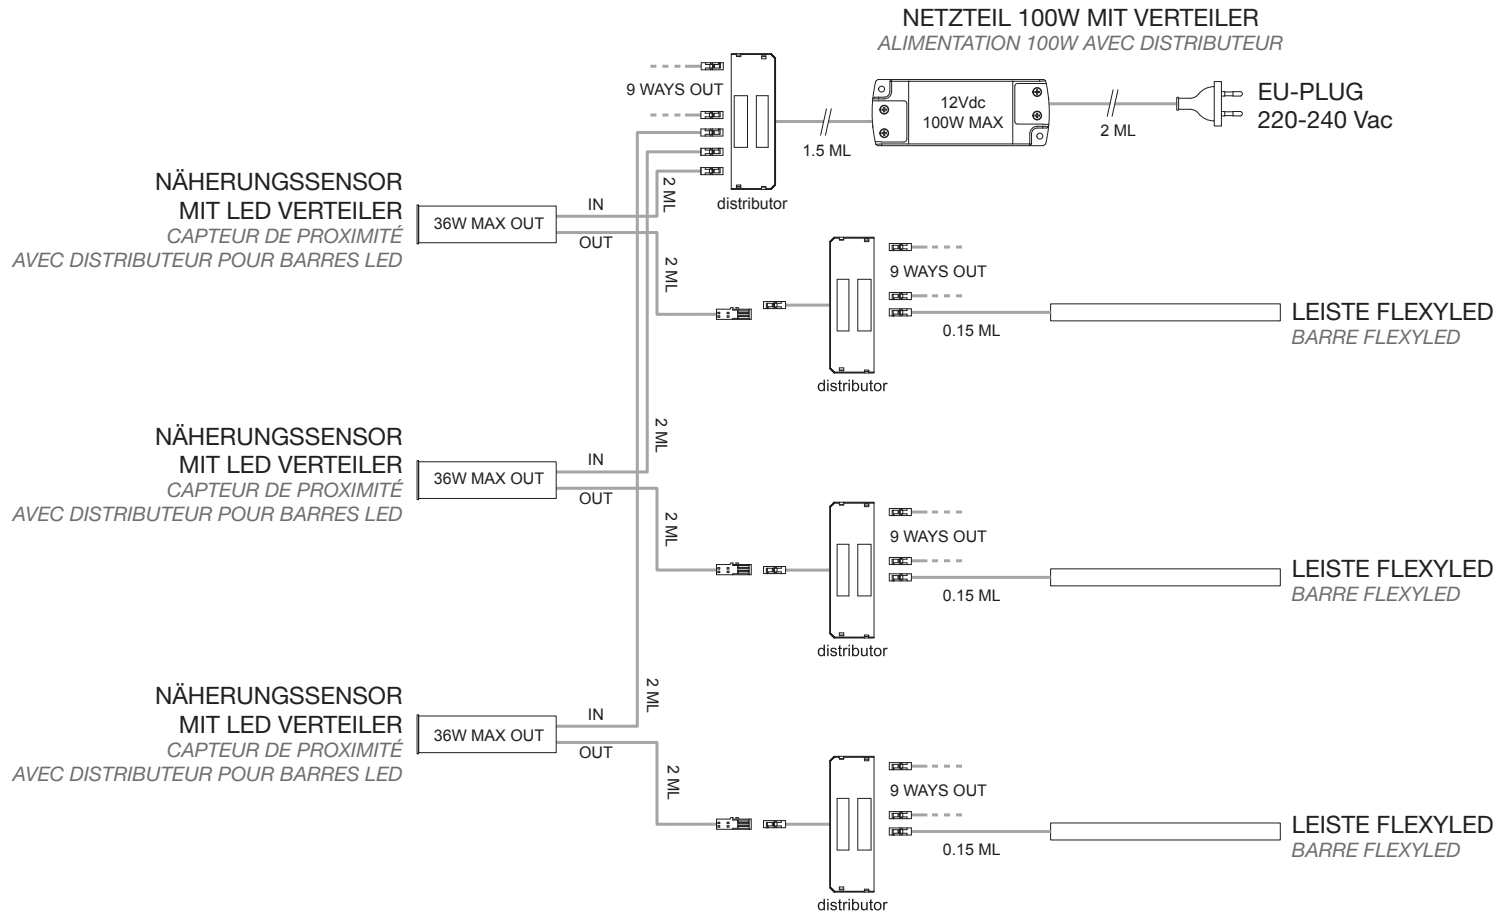 NETZTEIL 100W MIT VERTEILER
ALIMENTATION 100W AVEC DISTRIBUTEUR
9 WAYS OUT
12Vdc
100W MAX
EU-PLUG
220-240 Vac
1.5 ML
2 ML
distributor
NÄHERUNGSSENSOR
MIT LED VERTEILER
CAPTEUR DE PROXIMITÉ
AVEC DISTRIBUTEUR POUR BARRES LED
36W MAX OUT
IN
OUT
2 ML
2 ML
9 WAYS OUT
0.15 ML
distributor
LEISTE FLEXYLED
BARRE FLEXYLED
NÄHERUNGSSENSOR
MIT LED VERTEILER
CAPTEUR DE PROXIMITÉ
AVEC DISTRIBUTEUR POUR BARRES LED
36W MAX OUT
IN
OUT
2 ML
2 ML
9 WAYS OUT
0.15 ML
distributor
LEISTE FLEXYLED
BARRE FLEXYLED
NÄHERUNGSSENSOR
MIT LED VERTEILER
CAPTEUR DE PROXIMITÉ
AVEC DISTRIBUTEUR POUR BARRES LED
36W MAX OUT
IN
OUT
2 ML
2 ML
9 WAYS OUT
0.15 ML
distributor
LEISTE FLEXYLED
BARRE FLEXYLED